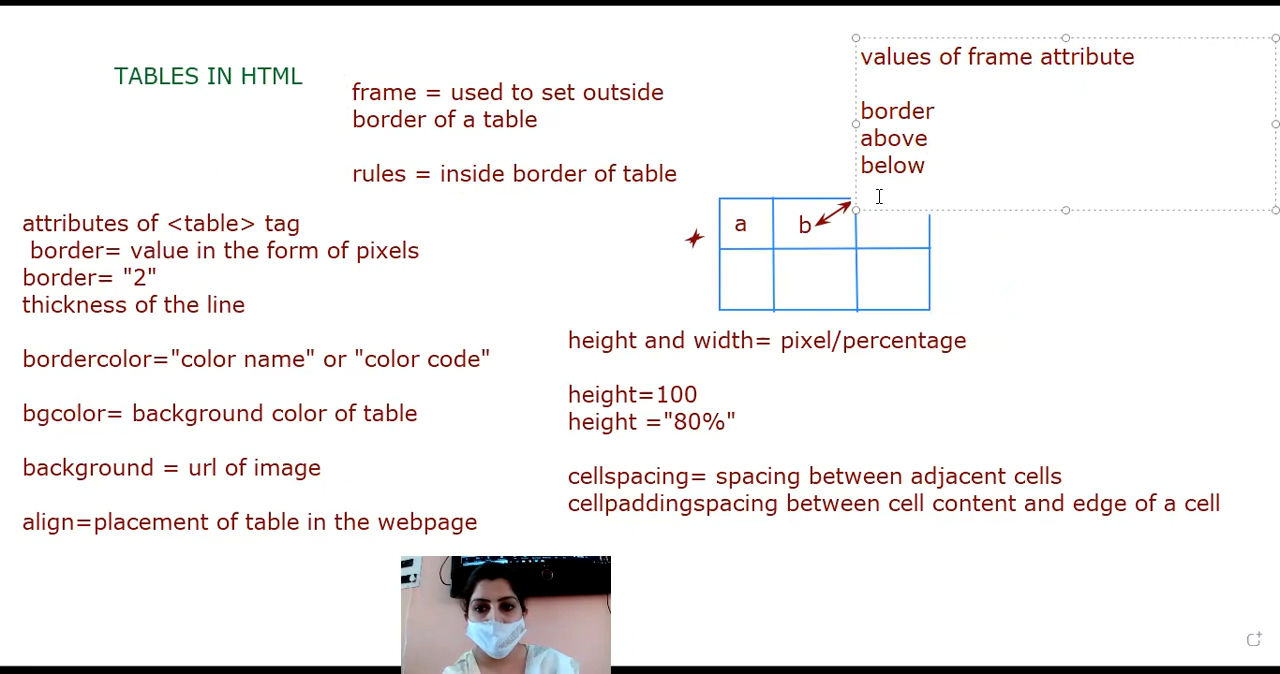 TABLES IN HTML
frame = used to set outside
border of a table
rules = inside border of table
values of frame attribute
border
above
below
attributes of <table> tag
border= value in the form of pixels
border= "2"
thickness of the line
bordercolor="color name" or "color code"
bgcolor= background color of table
background = url of image
align=placement of table in the webpage
a b
height and width= pixel/percentage
height=100
height ="80%"
cellspacing= spacing between adjacent cells
cellpaddingspacing between cell content and edge of a cell